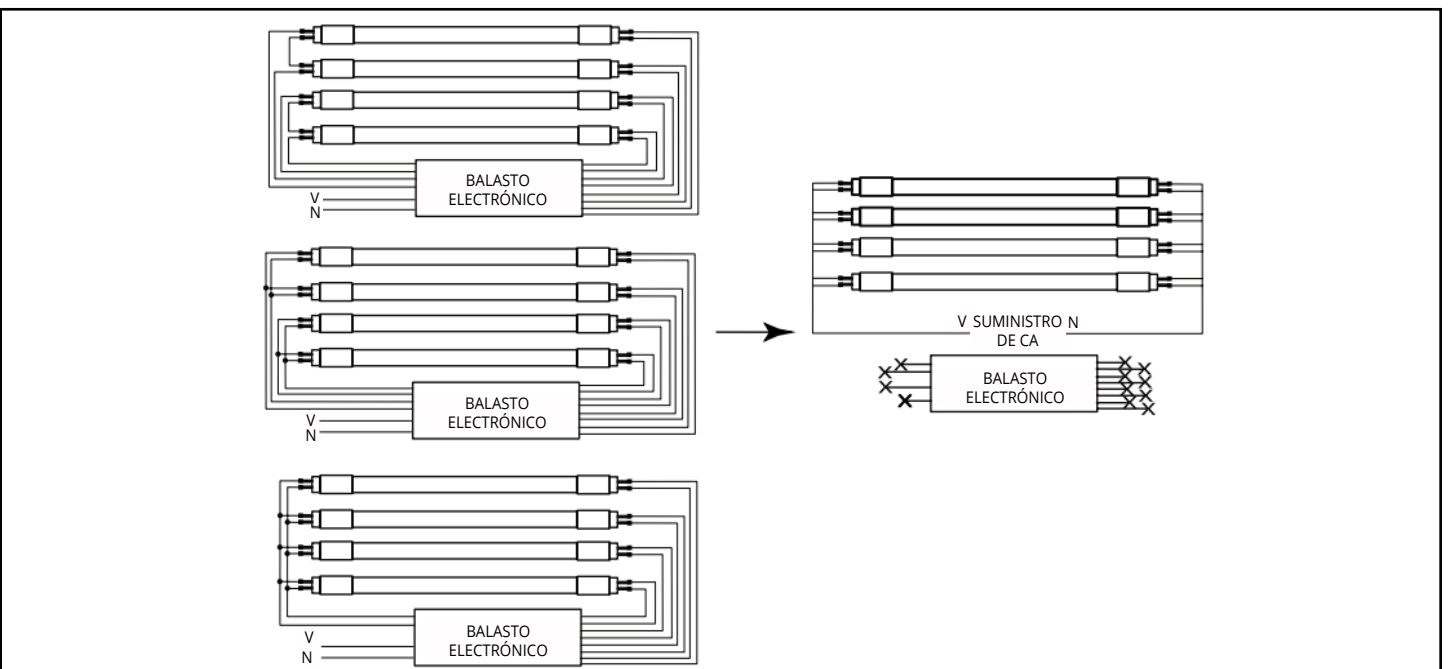 BALASTO
ELECTRÓNICO
V
N
BALASTO
ELECTRÓNICO
V
N
BALASTO
ELECTRÓNICO
V
N
V SUMINISTRO N
DE CA
BALASTO
ELECTRÓNICO